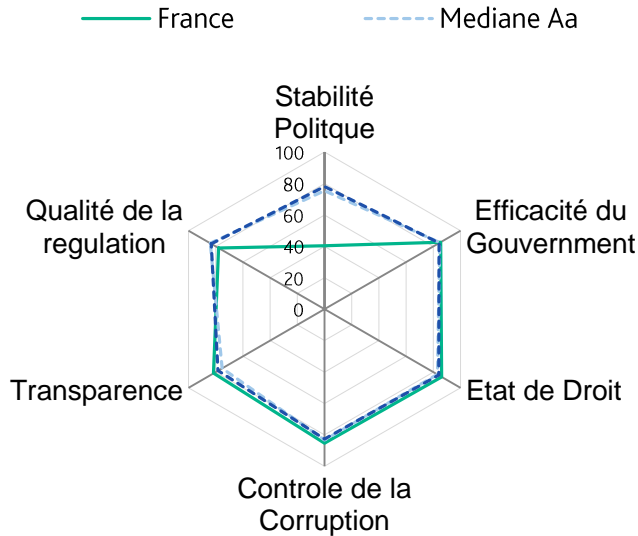 France
Mediane Aa
Stabilité
Politque
100
80
60
40
20
0
Qualité de la
regulation
Efficacité du
Gouvernment
Transparence
Etat de Droit
Controle de la
Corruption